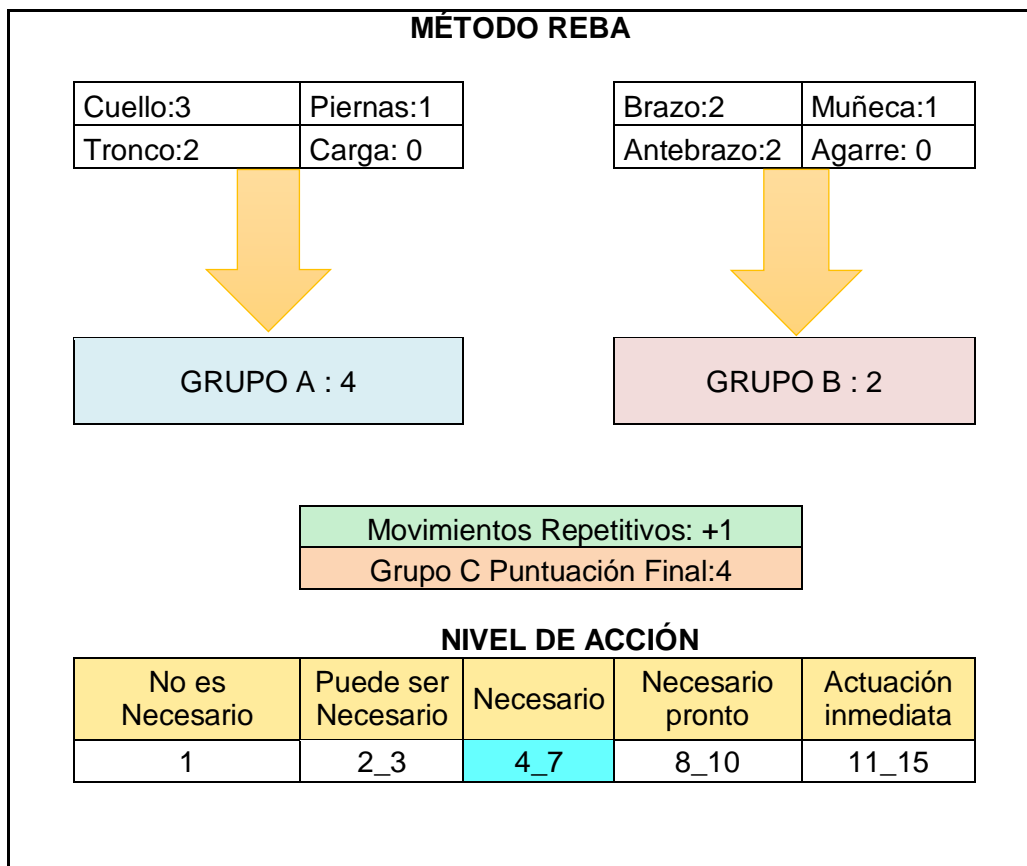 MÉTODO REBA
Cuello:3 Piernas:1
Tronco:2 Carga: 0
Brazo:2 Muñeca:1
Antebrazo:2 Agarre: 0
GRUPO A : 4
GRUPO B : 2
Movimientos Repetitivos: +1
Grupo C Puntuación Final:4
NIVEL DE ACCIÓN
No es
Necesario
Puede ser
Necesario
Necesario
Necesario
pronto
Actuación
inmediata
1 2_3 4_7 8_10 11_15